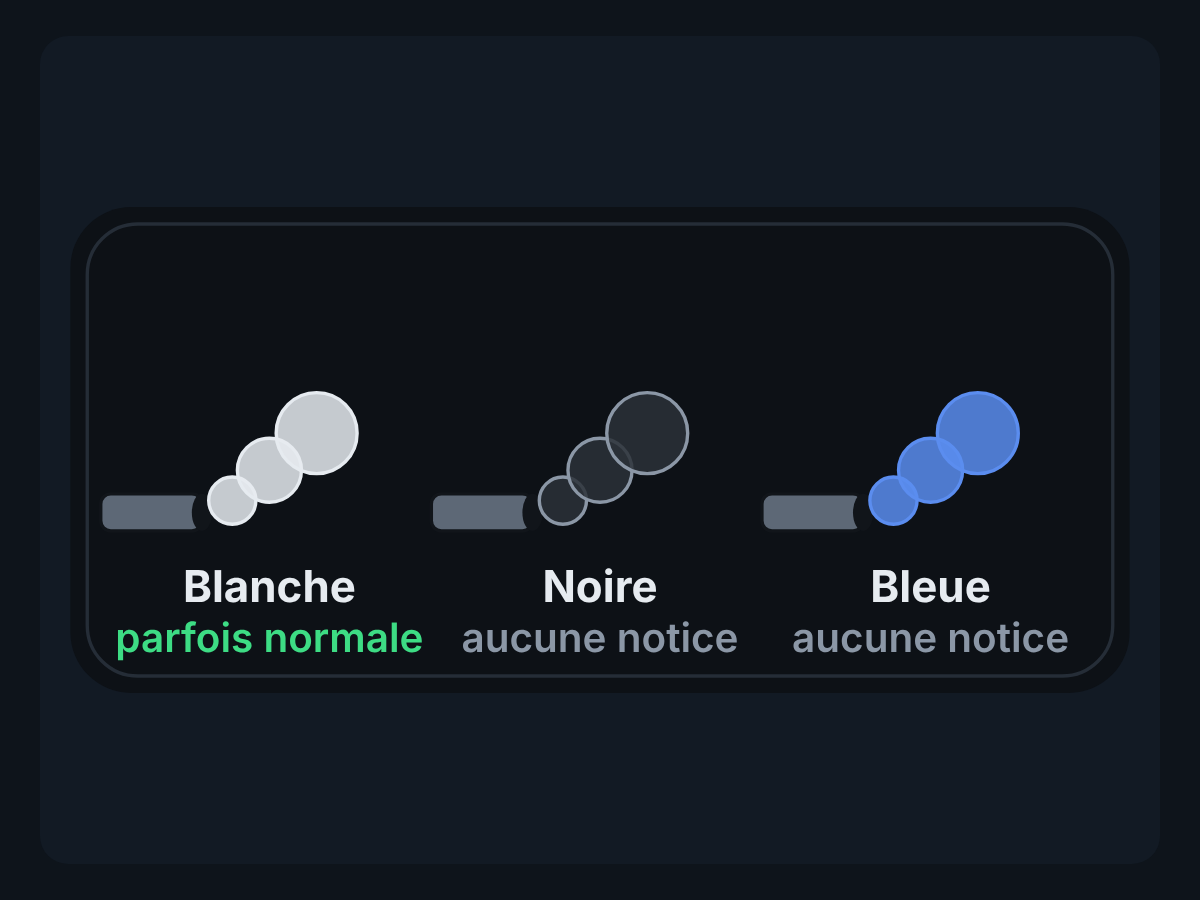 Blanche
parfois normale
Noire
aucune notice
Bleue
aucune notice